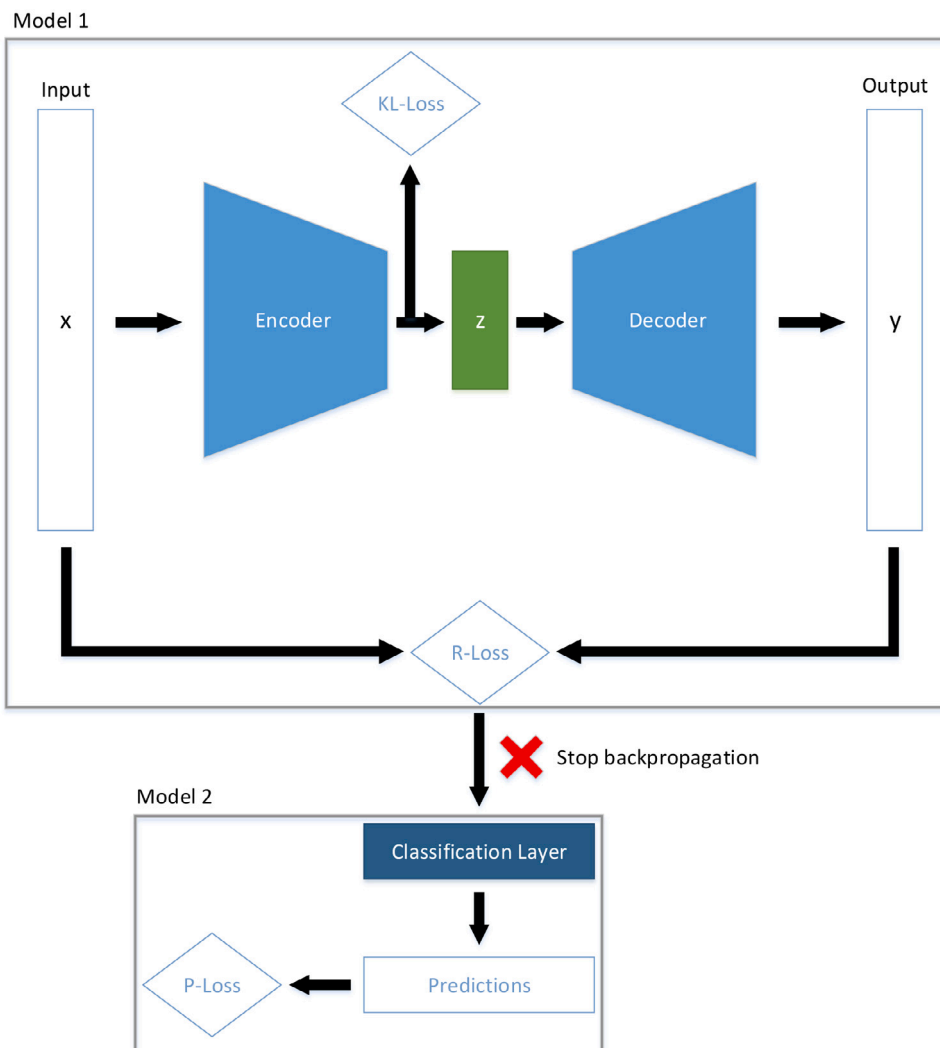 Model 1
Input
Output
KL-Loss
x
Encoder
z
Decoder
y
R-Loss
Stop backpropagation
Model 2
Classification Layer
P-Loss
Predictions